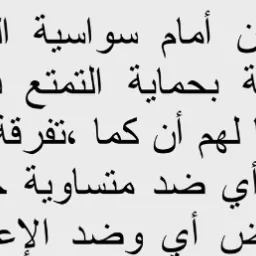 أمام سواسية
بحماية التمتع
لهم أن كما ،تفرقة
أي ضد متساوية
أي وضد